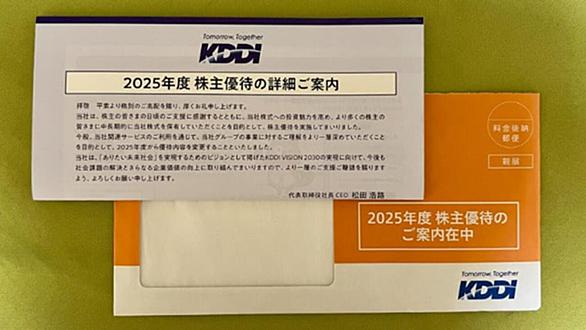 Tomorrow, Together
KDDI
2025年度 株主優待の詳細ご案内
拝啓 平素より格別のご高配を賜り、厚くお礼申し上げます。
当社は、株主の皆さまの日頃のご支援に感謝するとともに、当社株式への投資魅力を高め、より多くの株主の
皆さまに中長期的に当社株式を保有していただくことを目的として、株主優待を実施してまいりました。
今般、当社関連サービスのご利用を通じて、当社グループの事業に対するご理解をより一層深めていただくこと
を目的として、2025年度から優待内容を変更することといたしました。
当社は、「ありたい未来社会」を実現するためのビジョンとして掲げたKDDI VISION 2030の実現に向けて、今後も
社会課題の解決とさらなる企業価値の向上に取り組んでまいりますので、より一層のご支援ご鞭撻を賜ります
よう、よろしくお願い申し上げます。
代表取締役社長 CEO 松田 浩路
料金後納
郵便
親展
2025年度 株主優待の
ご案内在中
Tomorrow, Together
KDDI